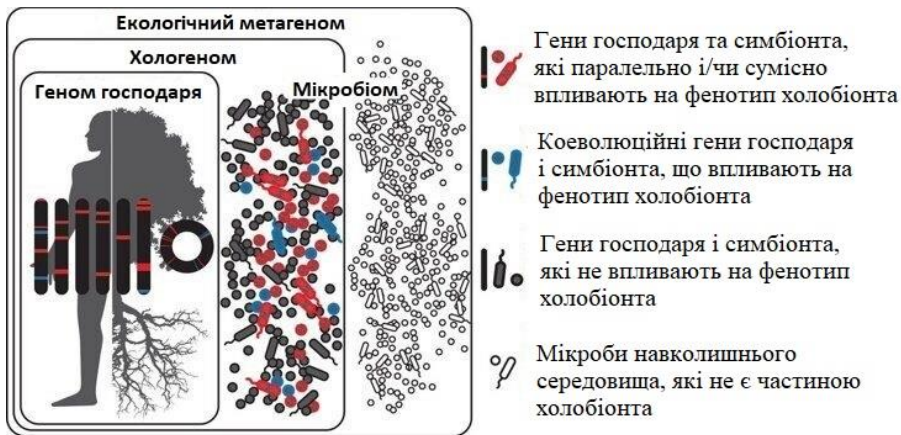 Екологічний метагеном
Хологеном
Геном господаря
Мікробіом
Гени господаря та симбіонта,
які паралельно і/чи сумісно
впливають на фенотип холобіонта
Коеволюційні гени господаря
і симбіонта, що впливають на
фенотип холобіонта
Гени господаря і симбіонта,
які не впливають на фенотип
холобіонта
Мікроби навколишнього
середовища, які не є частиною
холобіонта